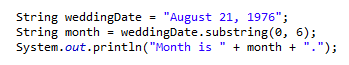 String weddingDate = "August 21, 1976";
String month = weddingDate.substring(0, 6);
System.out.println("Month is " + month + ".");